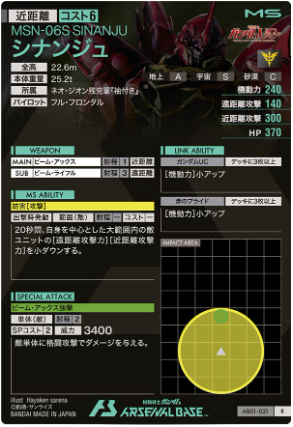 近距離 コスト6 MS
MSN-06S SINANJU
シナンジュ
全高 22.6m
本体重量 25.2t
所属 ネオ・ジオン残党軍『袖付き』
パイロット フル・フロンタル
地上 A 宇宙 S 砂漠 C
機動力 240
遠距離攻撃 140
近距離攻撃 300
HP 370
WEAPON
MAIN ビーム・アックス 射程 1 近距離
SUB ビーム・ライフル 射程 3 遠距離
LINK ABILITY
ガンダムUC デッキに3枚以上
[機動力]小アップ
赤のプライド デッキに3枚以上
[機動力]小アップ
MS ABILITY
妨害【攻撃】
出撃時発動 範囲(敵) 射程 ー コスト ー
20秒間、自身を中心とした大範囲内の敵
ユニットの[遠距離攻撃力][近距離攻撃
力]を小ダウンする。
IMPACT AREA
SPECIAL ATTACK
ビーム・アックス強撃
単体(敵) 射程 2
SPコスト 2 威力 3400
敵単体に格闘攻撃でダメージを与える。
illust Hayaken sarena
©創通・サンライズ
BANDAI MADE IN JAPAN
機動戦士ガンダム
ARSENAL BASE
AB01-021 R